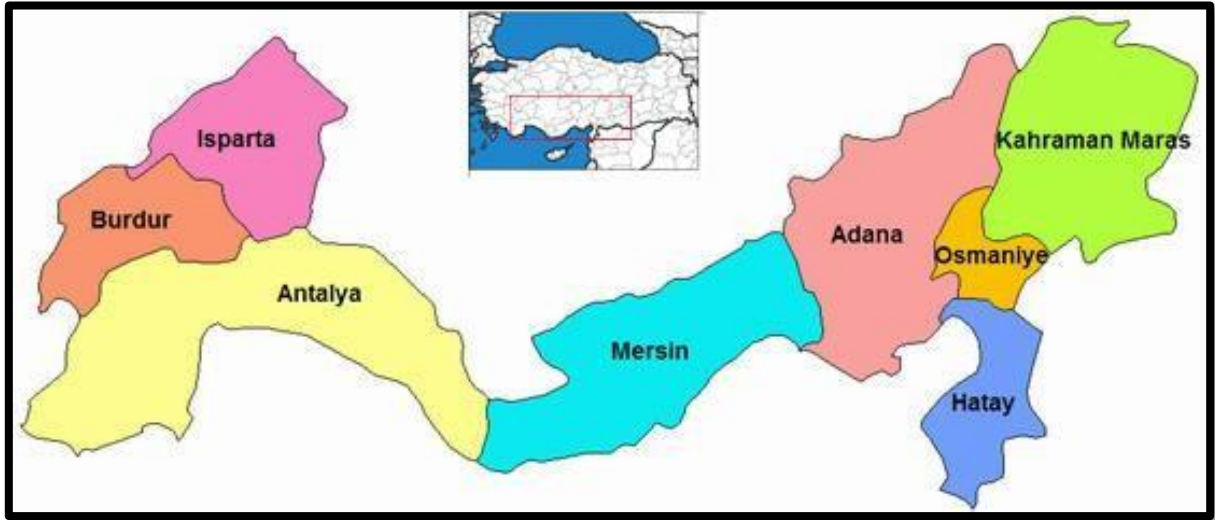 Isparta
Kahraman Maras
Burdur
Adana
Osmaniye
Antalya
Mersin
Hatay